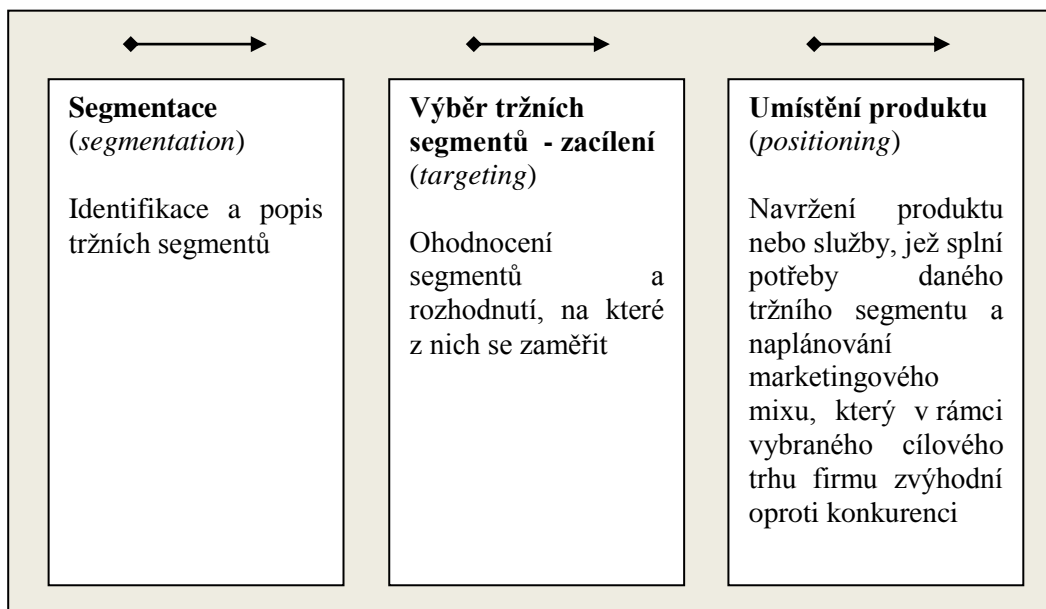 Segmentace
(segmentation)
Identifikace a popis
tržních segmentů
Výběr tržních
segmentů - zacílení
(targeting)
Ohodnocení
segmentů a
rozhodnutí, na které
z nich se zaměřit
Umístění produktu
(positioning)
Navržení produktu
nebo služby, jež splní
potřeby daného
tržního segmentu a
naplánování
marketingového
mixu, který v rámci
vybraného cílového
trhu firmu zvýhodní
oproti konkurenci